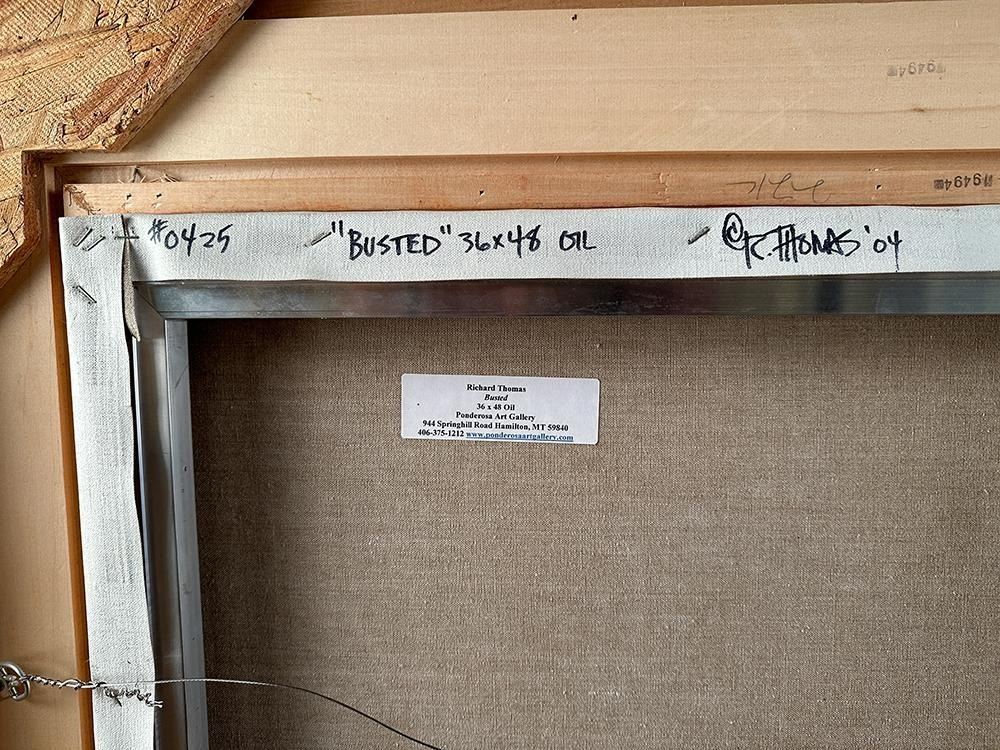 #0425 "BUSTED" 36x48 OIL ©R.THOMAS '04
Richard Thomas
Busted
36 x 48 Oil
Ponderosa Art Gallery
944 Springhill Road Hamilton, MT 59840
406-375-1212 www.ponderosaartgallery.com